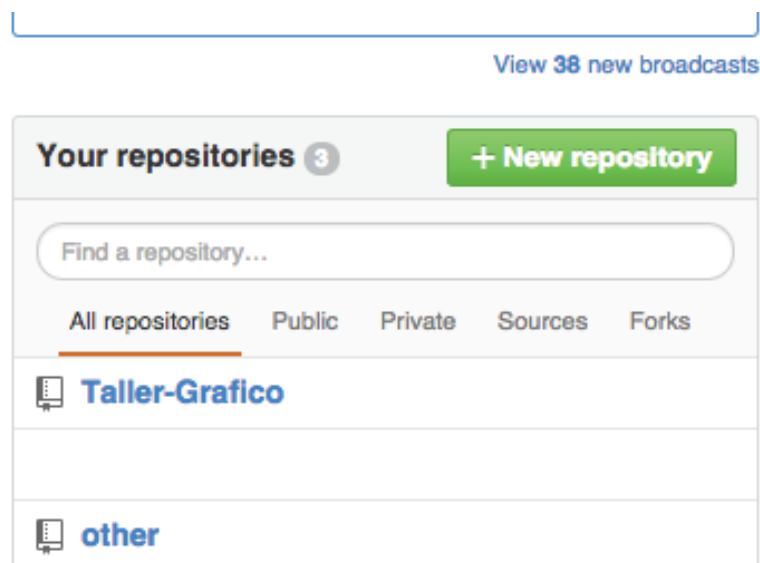 View 38 new broadcasts
Your repositories 3
+ New repository
Find a repository...
All repositories Public Private Sources Forks
Taller-Grafico
other